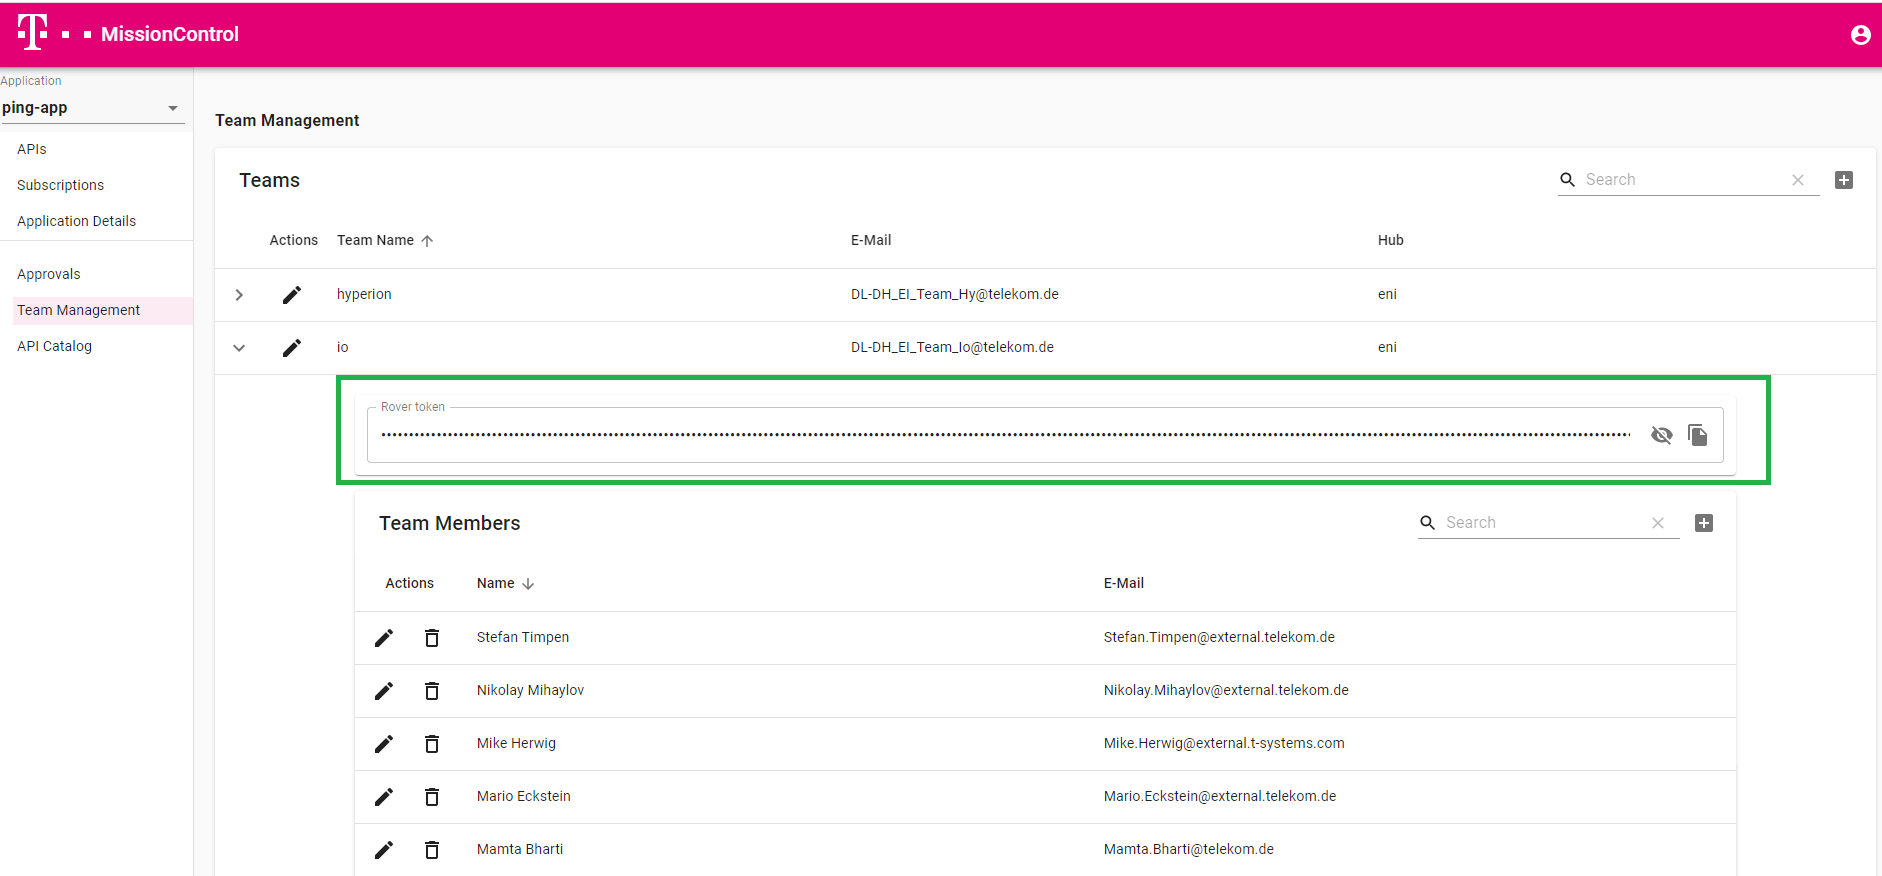 T MissionControl
Application
ping-app
APIs
Subscriptions
Application Details
Approvals
Team Management
API Catalog
Team Management
Teams
Search
Actions Team Name E-Mail Hub
hyperion DL-DH_EI_Team_Hy@telekom.de eni
io DL-DH_EI_Team_Io@telekom.de eni
Rover token
Team Members
Search
Actions Name E-Mail
Stefan Timpen Stefan.Timpen@external.telekom.de
Nikolay Mihaylov Nikolay.Mihaylov@external.telekom.de
Mike Herwig Mike.Herwig@external.t-systems.com
Mario Eckstein Mario.Eckstein@external.telekom.de
Mamta Bharti Mamta.Bharti@telekom.de